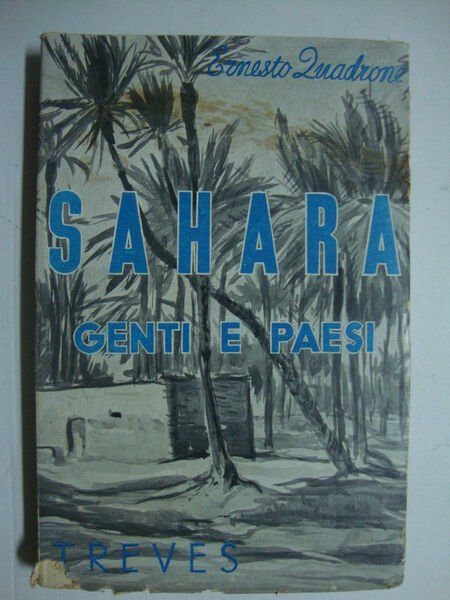 Ernesto Quadrone
SAHARA
GENTI E PAESI
TREVES